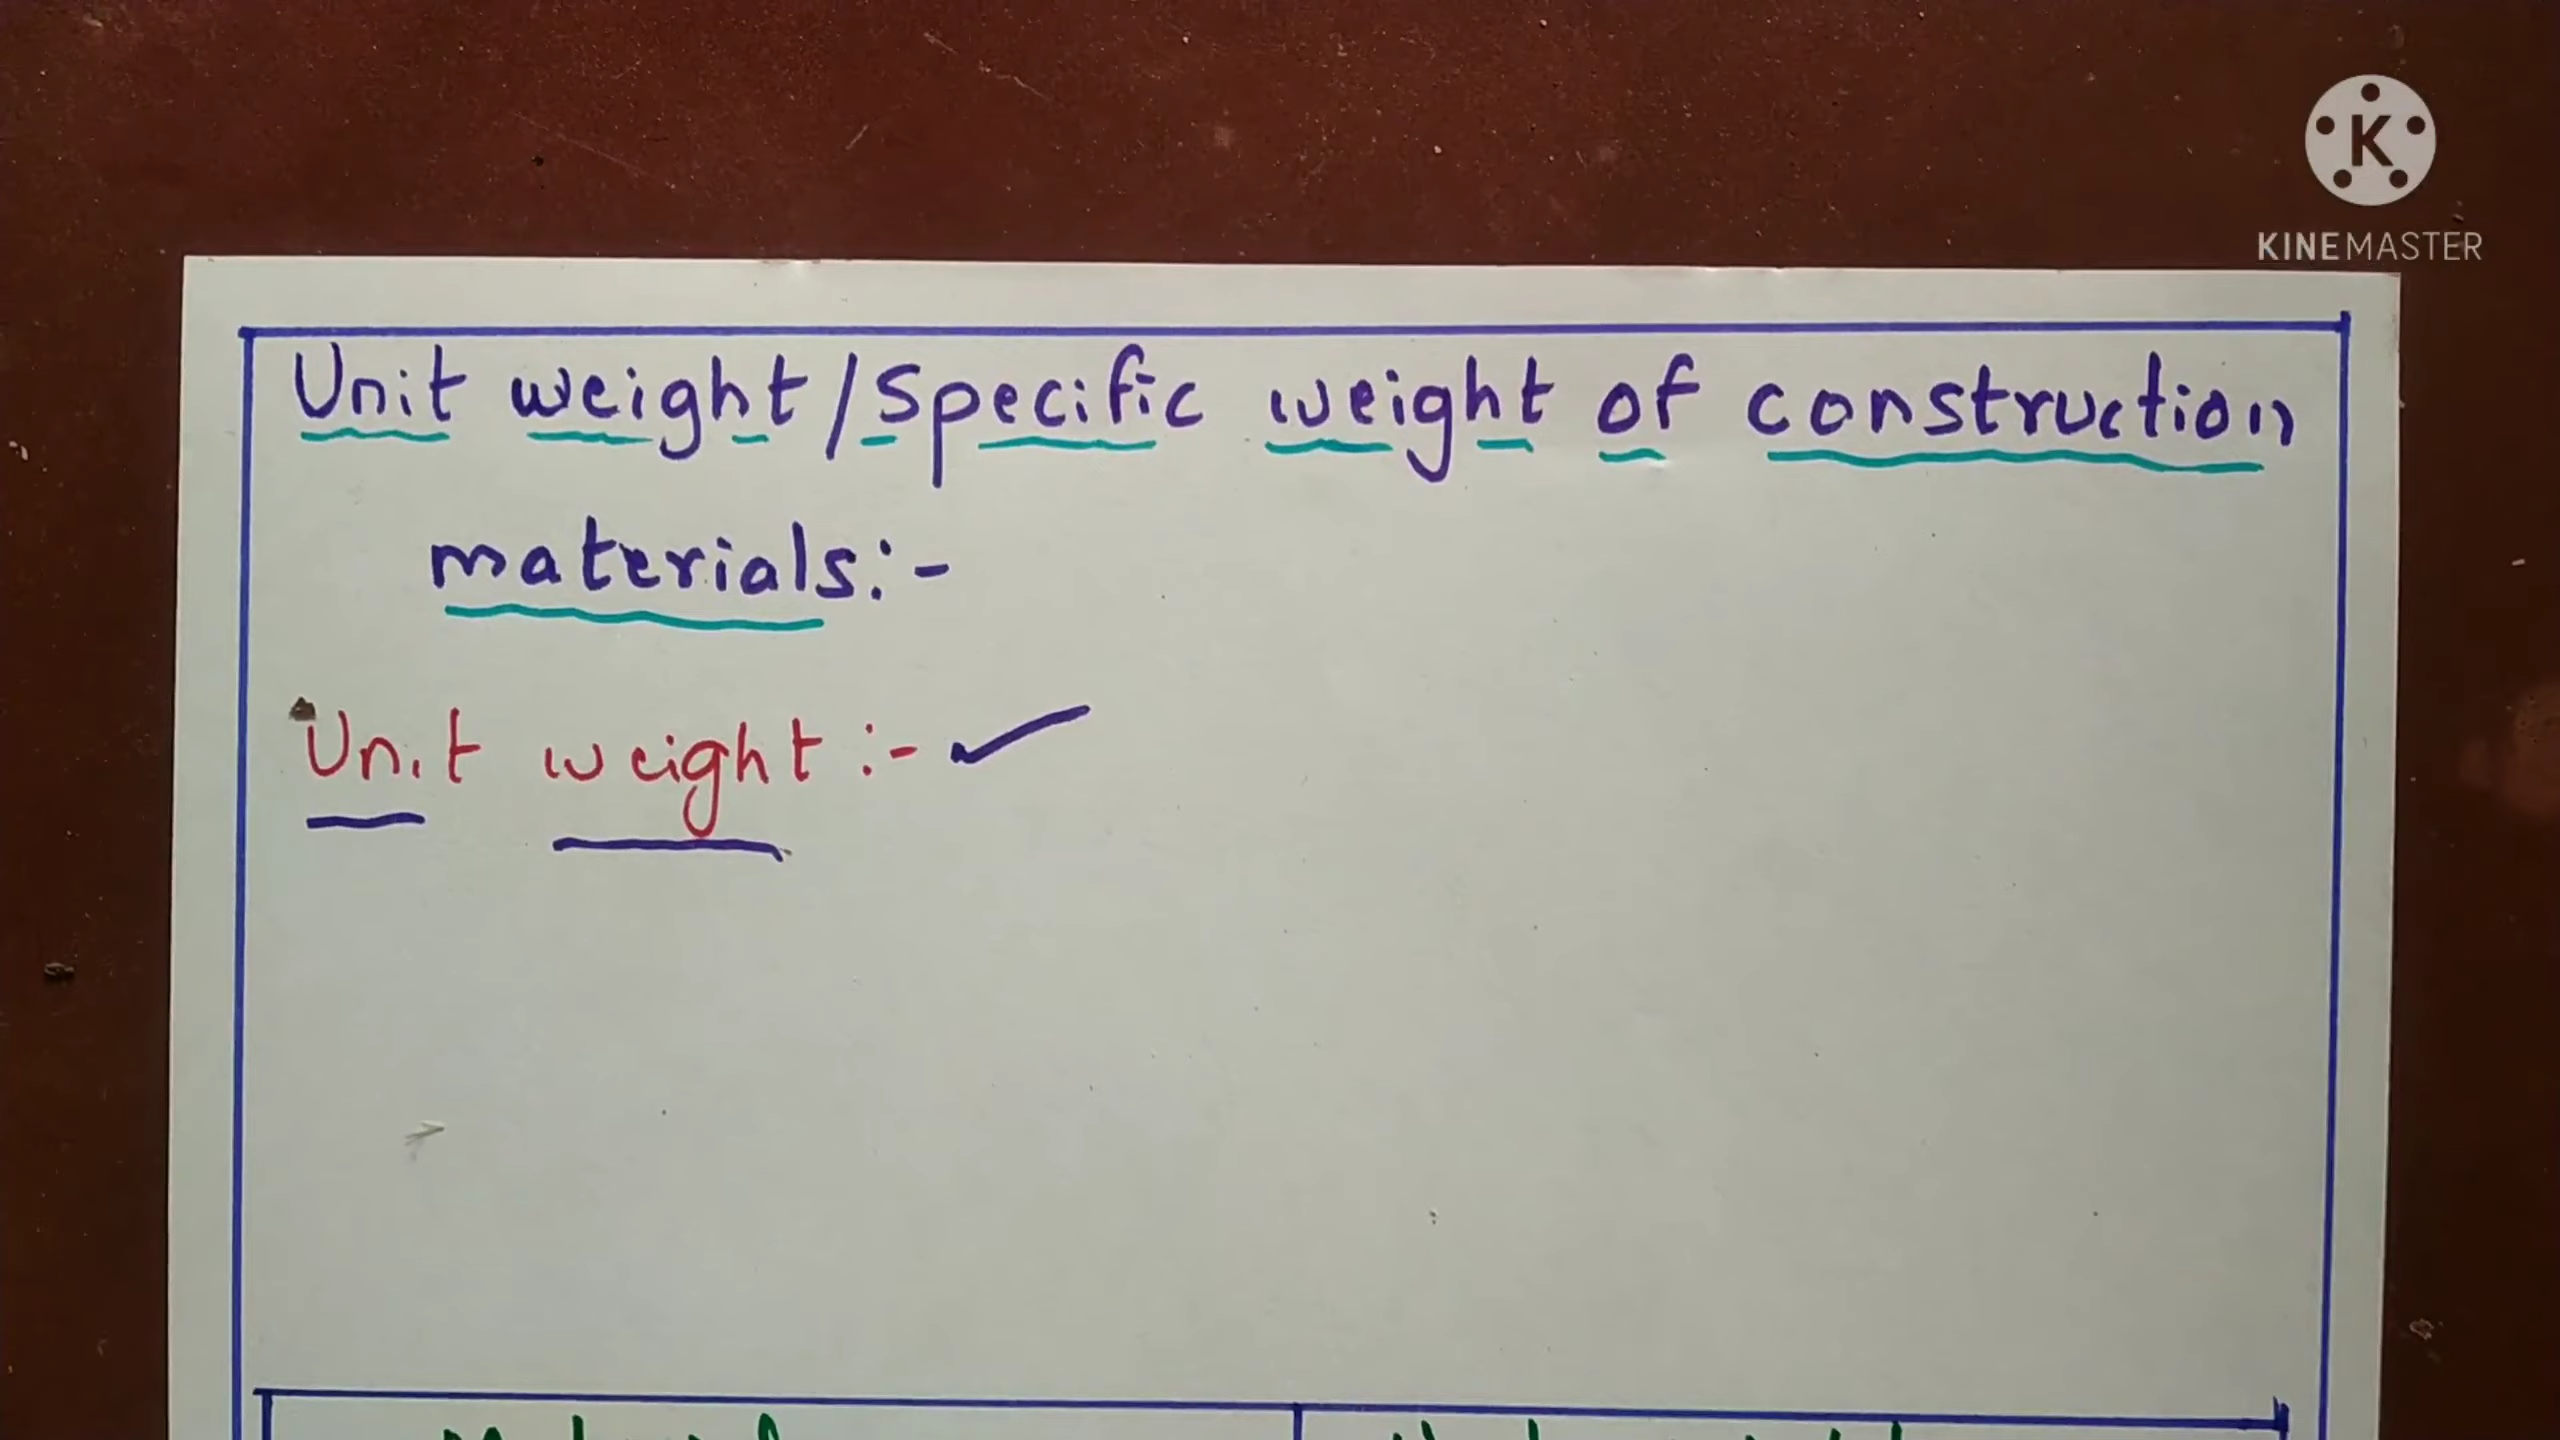 K
KINEMASTER
Unit weight/Specific weight of construction
materials:-
Unit weight:-